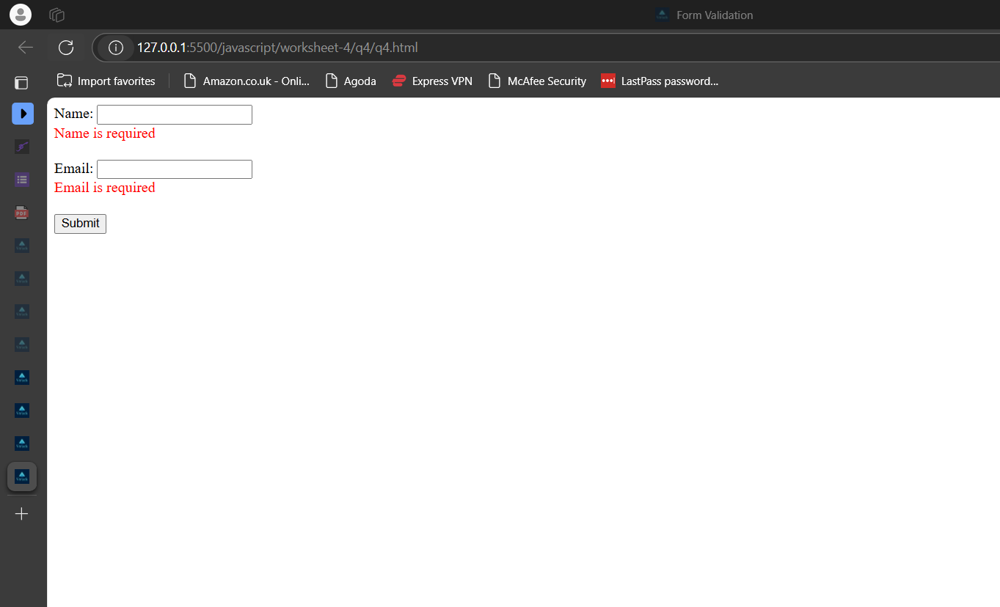 Form Validation
127.0.0.1:5500/javascript/worksheet-4/q4/q4.html
Import favorites Amazon.co.uk - Onli... Agoda Express VPN McAfee Security LastPass password...
Name:
Name is required
Email:
Email is required
PDF
Submit